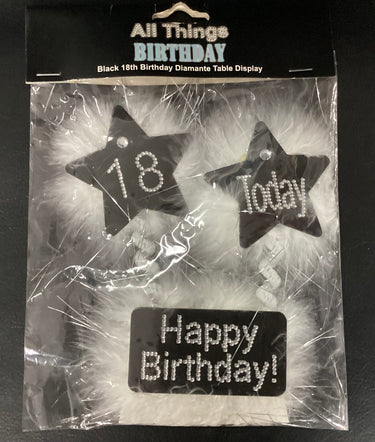 All Things
BIRTHDAY
Black 18th Birthday Diamante Table Display
18
Today
Happy
Birthday!